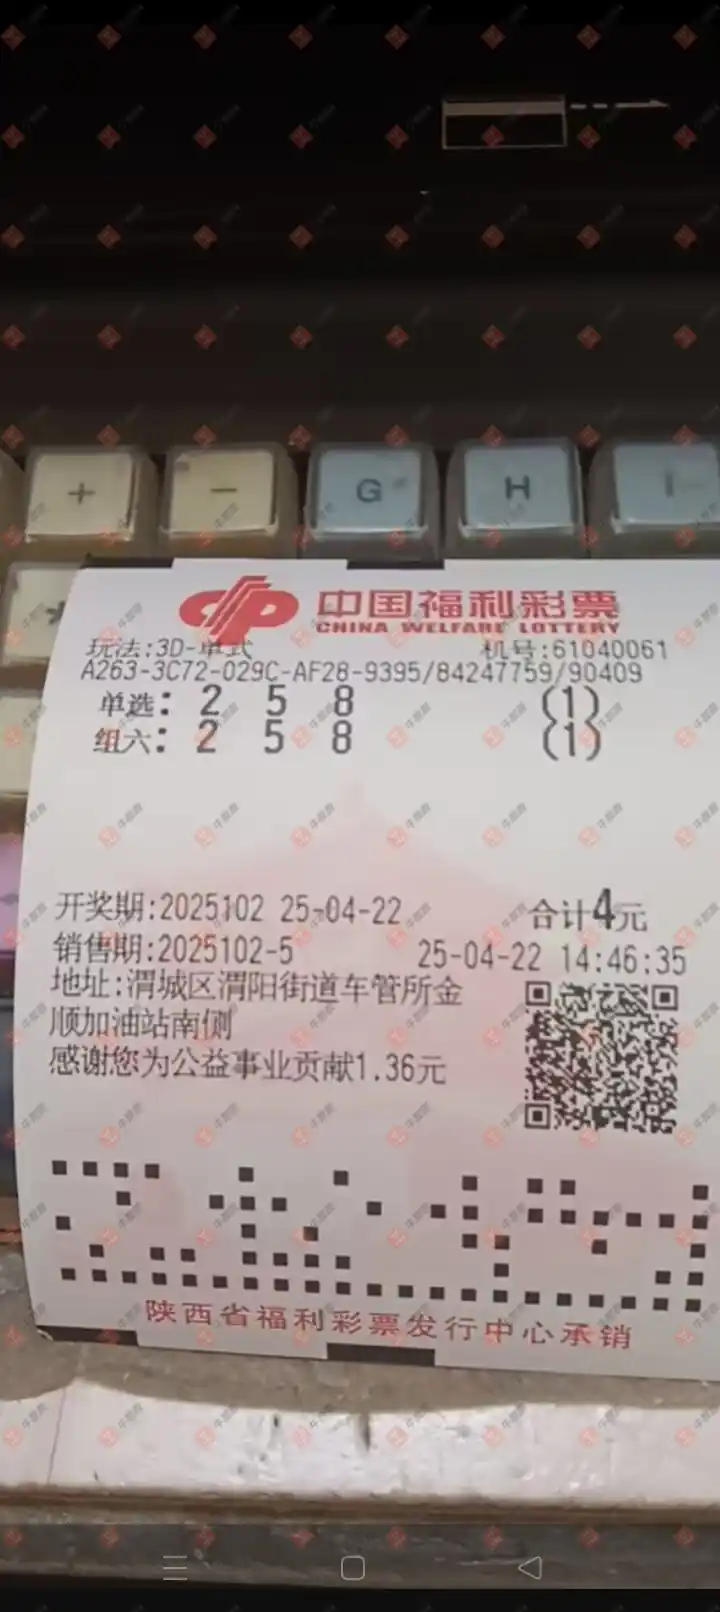 + - G H I
*
中国福利彩票
CHINA WELFARE LOTTERY
玩法:3D-单式 机号:61040061
A263-3C72-029C-AF28-9395/84247759/90409
单选: 2 5 8 (1)
组六: 2 5 8 (1)
开奖期:2025102 25-04-22 合计4元
销售期:2025102-5 25-04-22 14:46:35
地址:渭城区渭阳街道车管所金
顺加油站南侧
感谢您为公益事业贡献1.36元
陕西省福利彩票发行中心承销